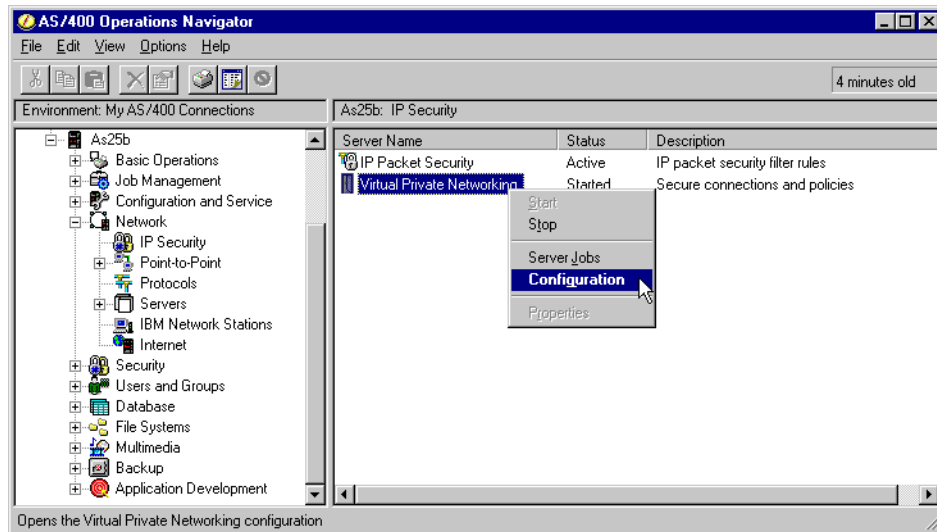 AS/400 Operations Navigator
File Edit View Options Help
4 minutes old
Environment: My AS/400 Connections
As25b: IP Security
As25b
Basic Operations
Job Management
Configuration and Service
Network
IP Security
Point-to-Point
Protocols
Servers
IBM Network Stations
Internet
Security
Users and Groups
Database
File Systems
Multimedia
Backup
Application Development
Server Name Status Description
IP Packet Security Active IP packet security filter rules
Virtual Private Networking Started Secure connections and policies
Start
Stop
Server Jobs
Configuration
Properties
Opens the Virtual Private Networking configuration